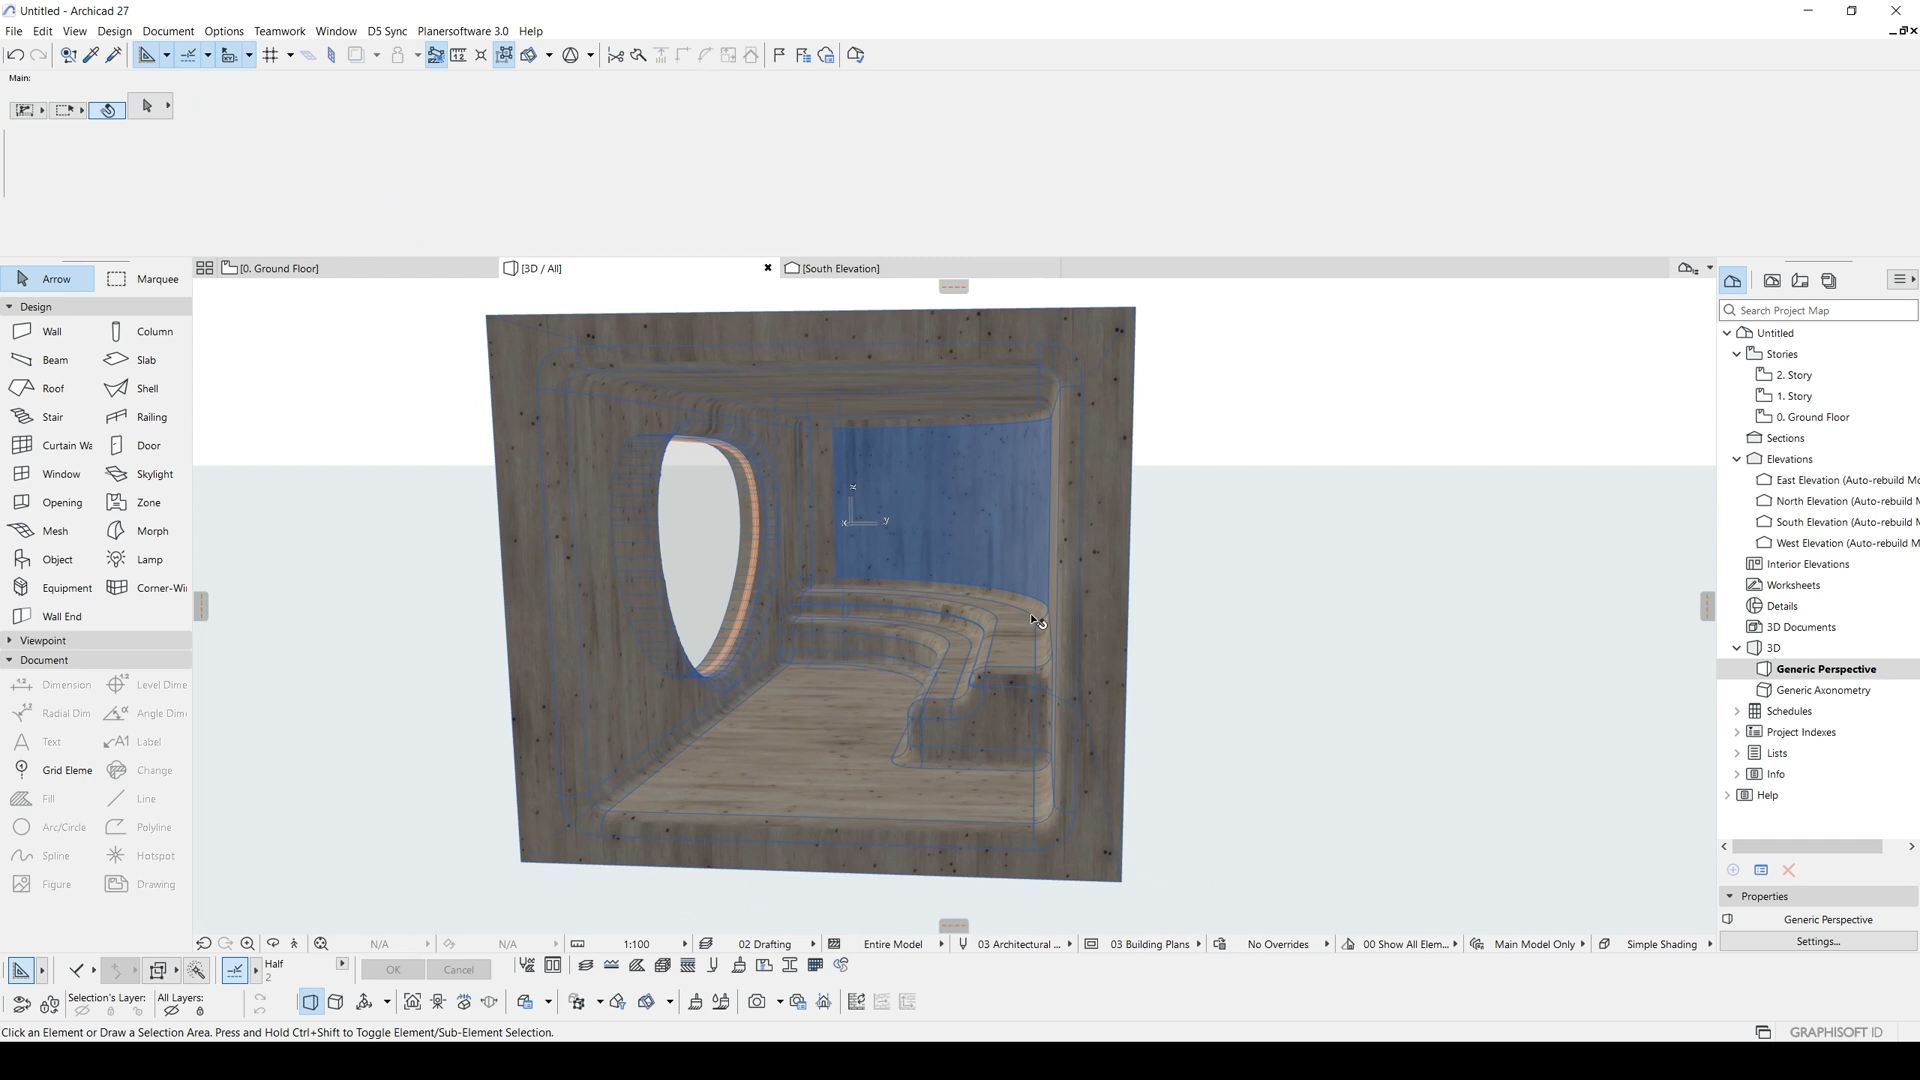 Untitled - Archicad 27
File Edit View Design Document Options Teamwork Window D5 Sync Planersoftware 3.0 Help
Main:
[0. Ground Floor] [3D / All] [South Elevation]
Arrow Marquee
Design
Wall Column
Beam Slab
Roof Shell
Stair Railing
Curtain Wa Door
Window Skylight
Opening Zone
Mesh Morph
Object Lamp
Equipment Corner-Wi
Wall End
Viewpoint
Document
Dimension Level Dime
Radial Dim Angle Dim
Text Label
Grid Eleme Change
Fill Line
Arc/Circle Polyline
Spline Hotspot
Figure Drawing
x y
Search Project Map
Untitled
Stories
2. Story
1. Story
0. Ground Floor
Sections
Elevations
East Elevation (Auto-rebuild Mo
North Elevation (Auto-rebuild M
South Elevation (Auto-rebuild M
West Elevation (Auto-rebuild M
Interior Elevations
Worksheets
Details
3D Documents
3D
Generic Perspective
Generic Axonometry
Schedules
Project Indexes
Lists
Info
Help
Properties
Generic Perspective
Settings...
N/A N/A 1:100 02 Drafting Entire Model 03 Architectural ... 03 Building Plans No Overrides 00 Show All Elem... Main Model Only Simple Shading
Half
2
OK Cancel
Selection's Layer: All Layers:
Click an Element or Draw a Selection Area. Press and Hold Ctrl+Shift to Toggle Element/Sub-Element Selection.
GRAPHISOFT ID